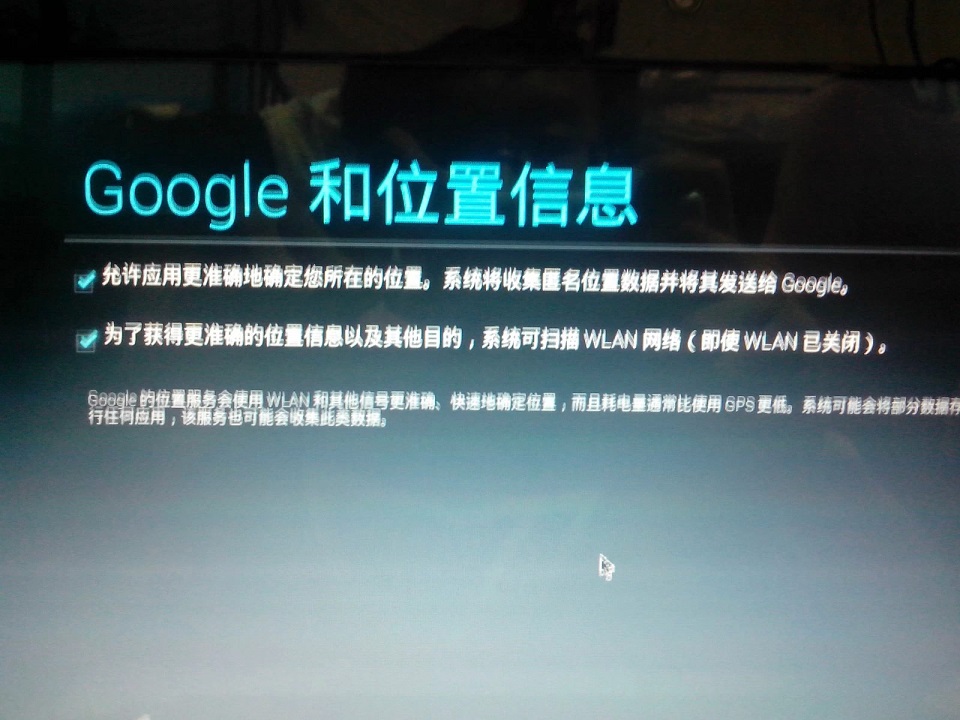 Google 和位置信息
允许应用更准确地确定您所在的位置。系统将收集匿名位置数据并将其发送给 Google。
为了获得更准确的位置信息以及其他目的，系统可扫描 WLAN 网络（即使 WLAN 已关闭）。
Google 的位置服务会使用 WLAN 和其他信号更准确、快速地确定位置，而且耗电量通常比使用 GPS 更低。系统可能会将部分数据存
行任何应用，该服务也可能会收集此类数据。